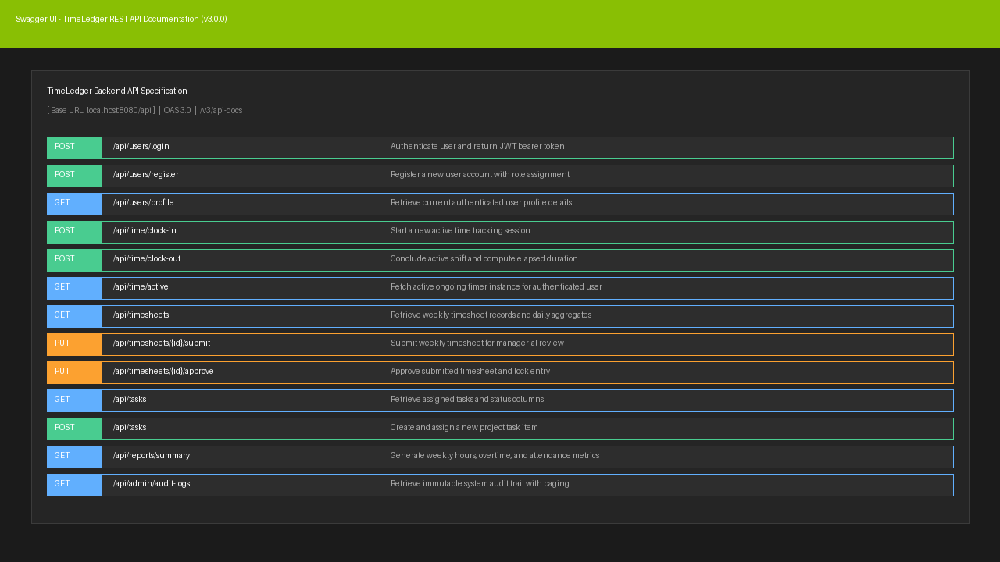 Swagger UI - TimeLedger REST API Documentation (v3.0.0)
TimeLedger Backend API Specification
[ Base URL: localhost:8080/api ] | OAS 3.0 | /v3/api-docs
POST /api/users/login Authenticate user and return JWT bearer token
POST /api/users/register Register a new user account with role assignment
GET /api/users/profile Retrieve current authenticated user profile details
POST /api/time/clock-in Start a new active time tracking session
POST /api/time/clock-out Conclude active shift and compute elapsed duration
GET /api/time/active Fetch active ongoing timer instance for authenticated user
GET /api/timesheets Retrieve weekly timesheet records and daily aggregates
PUT /api/timesheets/{id}/submit Submit weekly timesheet for managerial review
PUT /api/timesheets/{id}/approve Approve submitted timesheet and lock entry
GET /api/tasks Retrieve assigned tasks and status columns
POST /api/tasks Create and assign a new project task item
GET /api/reports/summary Generate weekly hours, overtime, and attendance metrics
GET /api/admin/audit-logs Retrieve immutable system audit trail with paging